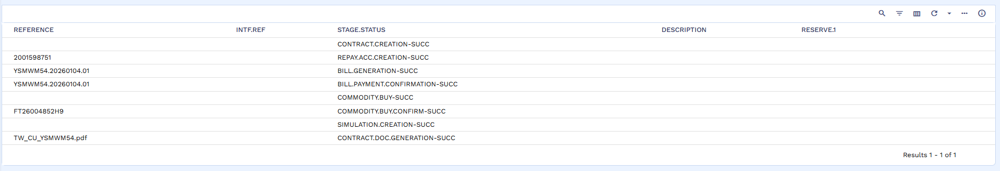 REFERENCE INTF.REF STAGE.STATUS DESCRIPTION RESERVE.1
CONTRACT.CREATION-SUCC
2001598751 REPAY.ACC.CREATION-SUCC
YSMWM54.20260104.01 BILL.GENERATION-SUCC
YSMWM54.20260104.01 BILL.PAYMENT.CONFIRMATION-SUCC
COMMODITY.BUY-SUCC
FT26004852H9 COMMODITY.BUY.CONFIRM-SUCC
SIMULATION.CREATION-SUCC
TW_CU_YSMWM54.pdf CONTRACT.DOC.GENERATION-SUCC
Results 1 - 1 of 1